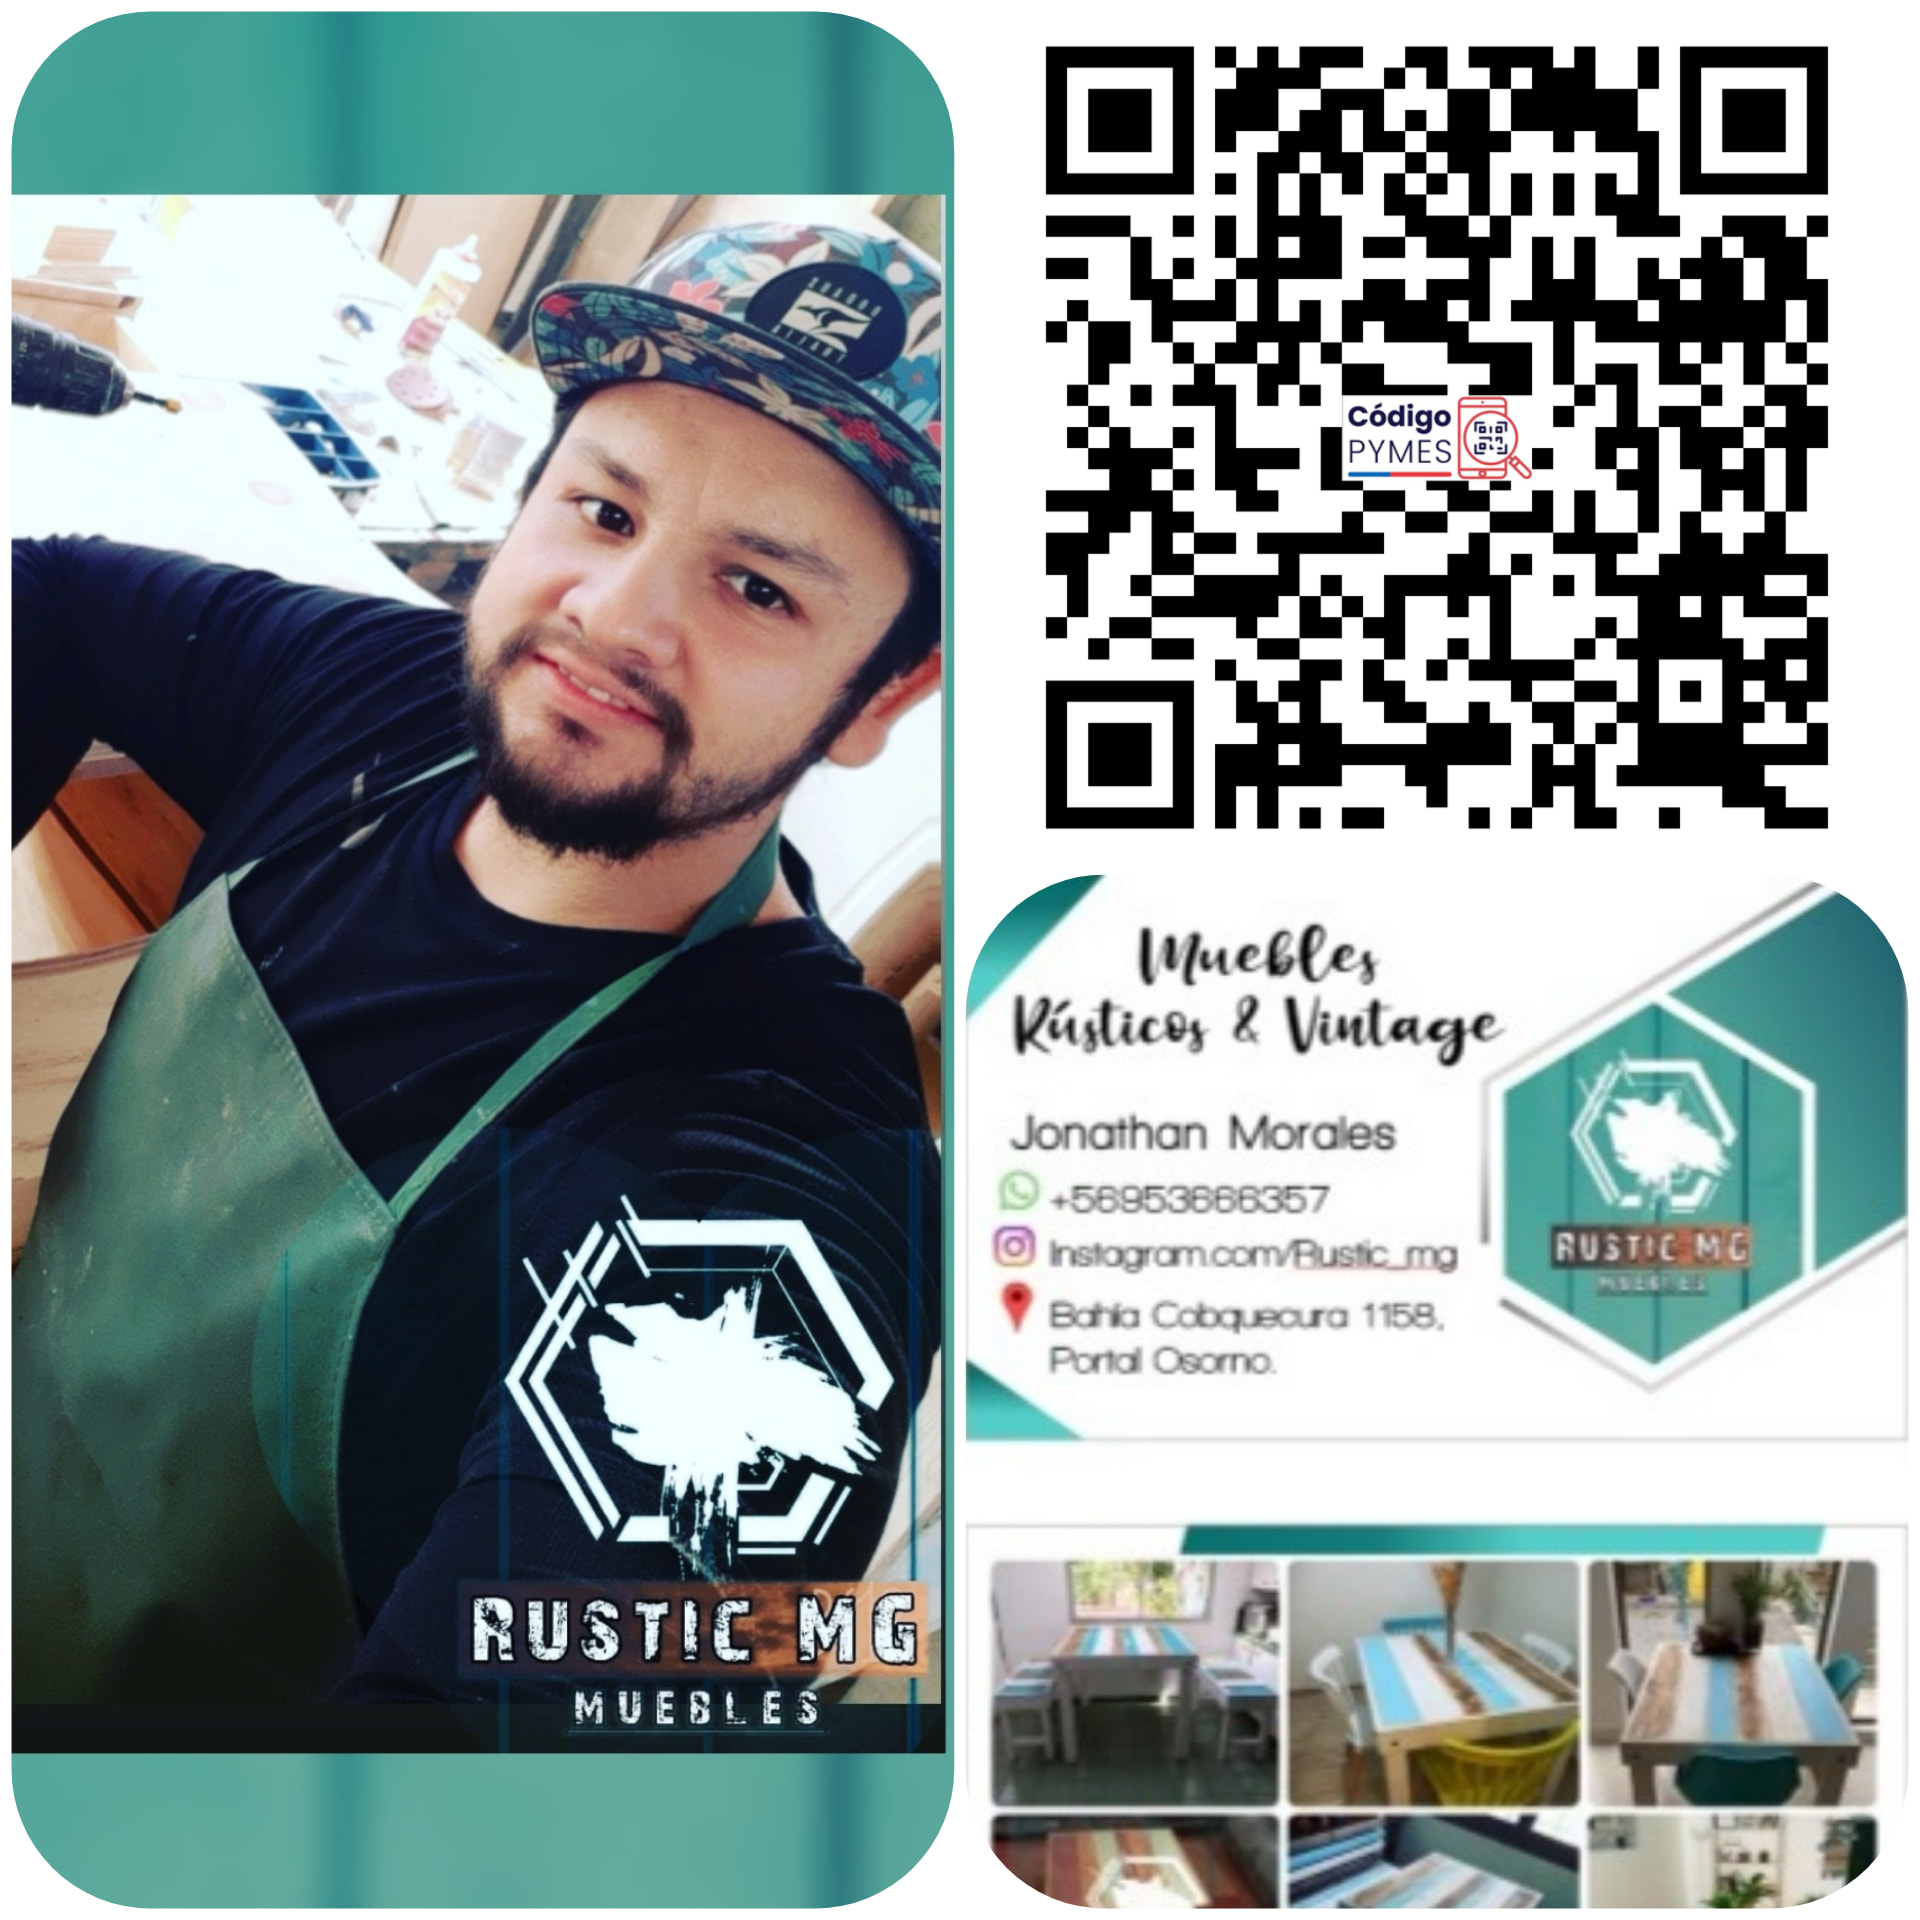 RUSTIC MG
MUEBLES
Código
PYMES
Muebles
Rústicos & Vintage
Jonathan Morales
+56953666357
Instagram.com/Rustic_mg
Bahía Cobquecura 1158,
Portal Osorno.
RUSTIC MG
MUEBLES